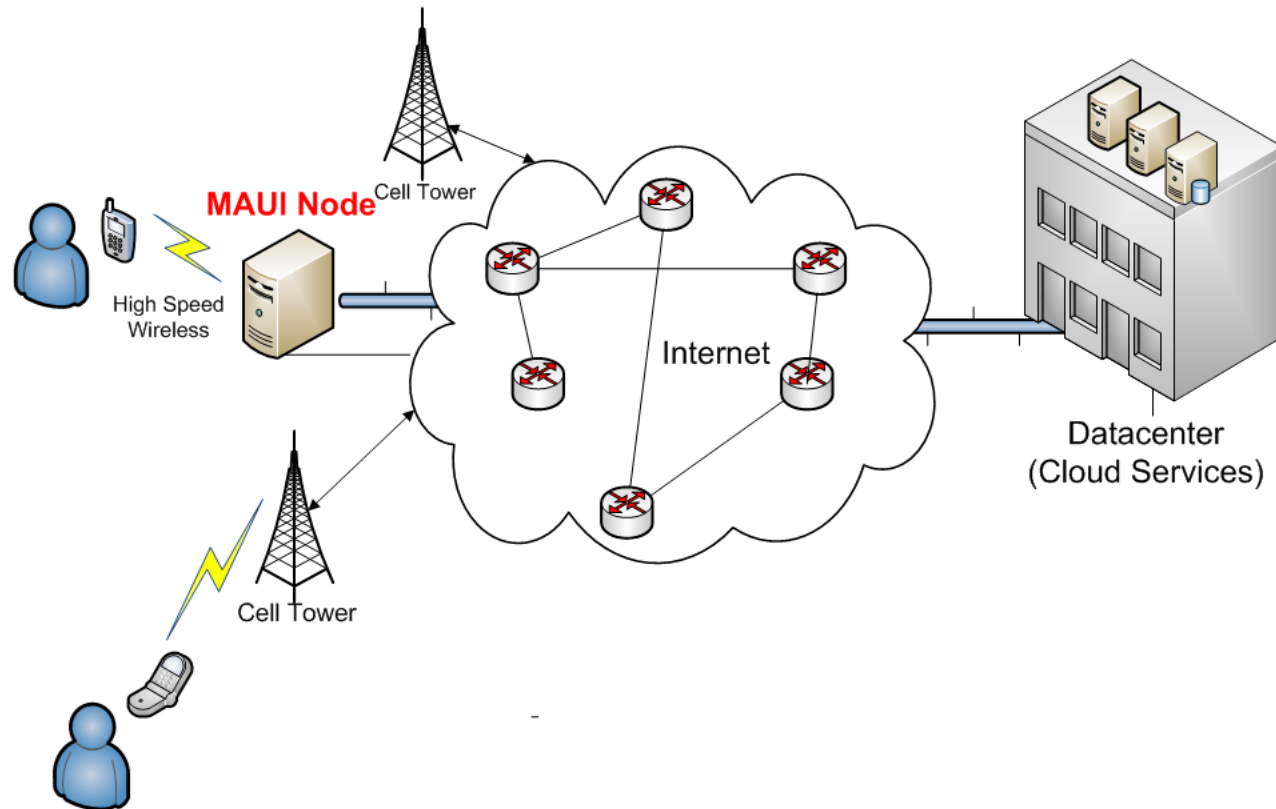 Cell Tower
MAUI Node
High Speed
Wireless
Internet
Datacenter
(Cloud Services)
Cell Tower
-